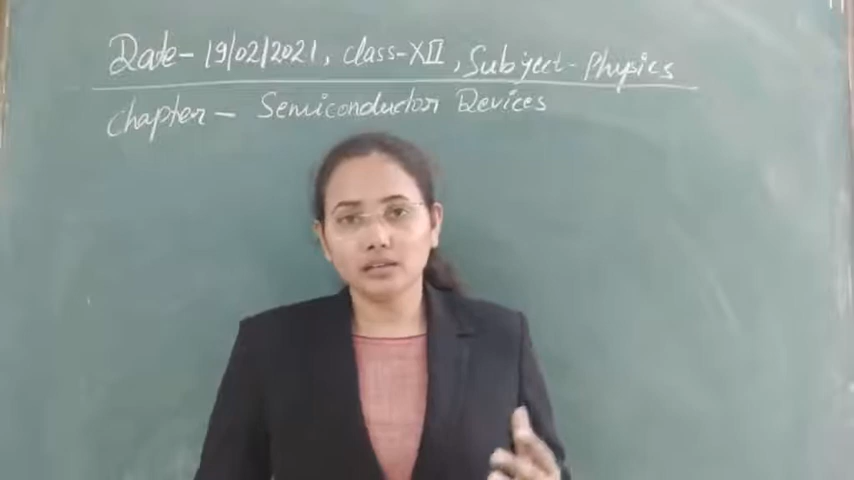 Date - 19/02/2021, class-XII, Subject - Physics
Chapter - Semiconductor Devices